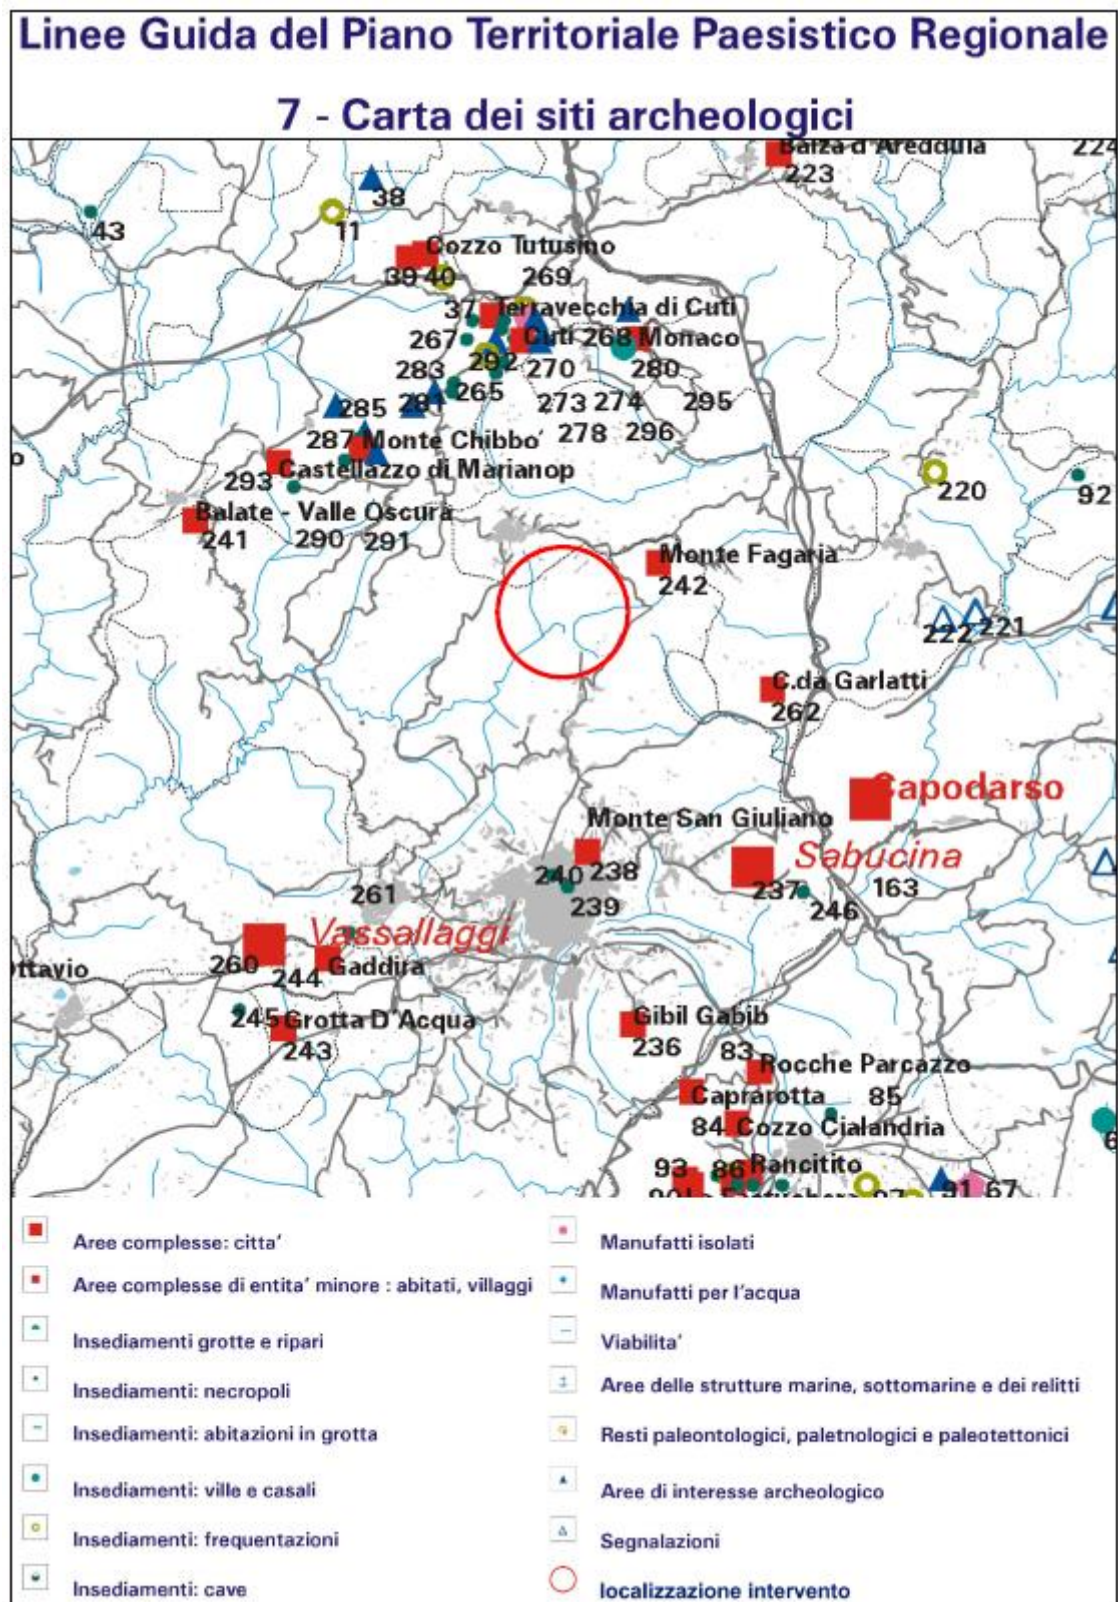 Linee Guida del Piano Territoriale Paesistico Regionale
7 - Carta dei siti archeologici
Balza d'Areddula
224
223
38
43
11
Cozzo Tutusino
39 40
269
37
Terravecchia di Cuti
267
Cuti
268
Monaco
292
283
270
280
265
285
281
273
274
295
287
Monte Chibbo'
278
296
o
293
Castellazzo di Marianop
220
92
Balate - Valle Oscura
241
290
291
Monte Fagaria
242
222
221
C.da Garlatti
262
Capodarso
Monte San Giuliano
Sabucina
240
238
237
163
261
239
246
Vassallaggi
260
244
Gaddira
ttavio
245
Grotta D'Acqua
243
Gibil Gabib
236
83
Rocche Parcazzo
Caprarotta
85
84
Cozzo Cialandria
6
93
86
Rancitito
91
67
Aree complesse: citta'
Manufatti isolati
Aree complesse di entita' minore : abitati, villaggi
Manufatti per l'acqua
Insediamenti grotte e ripari
Viabilita'
Insediamenti: necropoli
Aree delle strutture marine, sottomarine e dei relitti
Insediamenti: abitazioni in grotta
Resti paleontologici, paletnologici e paleotettonici
Insediamenti: ville e casali
Aree di interesse archeologico
Insediamenti: frequentazioni
Segnalazioni
Insediamenti: cave
localizzazione intervento